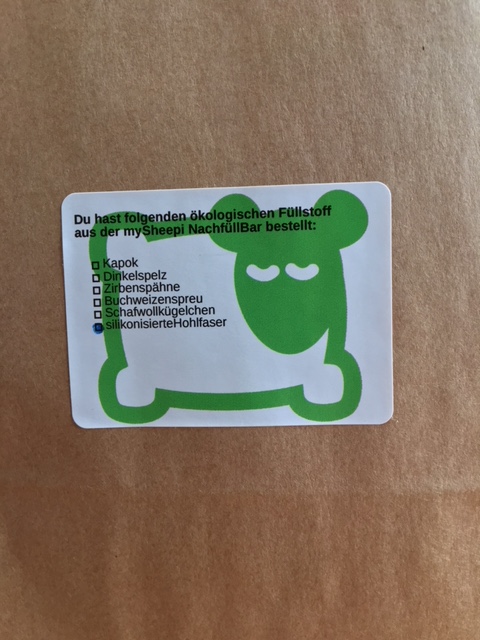 Du hast folgenden ökologischen Füllstoff
aus der mySheepi NachfüllBar bestellt:
Kapok
Dinkelspelz
Zirbenspähne
Buchweizenspreu
Schafwollkügelchen
silikonisierteHohlfaser